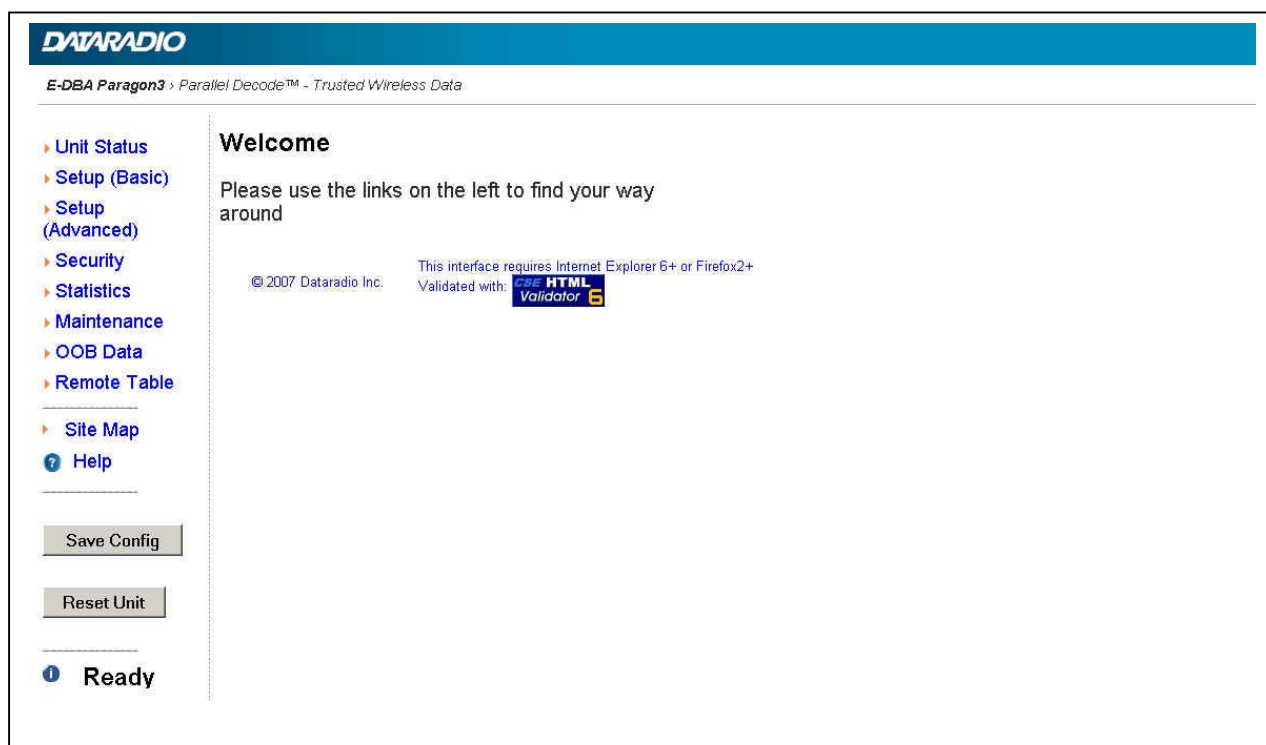 DATARADIO
E-DBA Paragon3 › Parallel Decode™ - Trusted Wireless Data
Unit Status
Setup (Basic)
Setup
(Advanced)
Security
Statistics
Maintenance
OOB Data
Remote Table
Site Map
Help
Save Config
Reset Unit
Ready
Welcome
Please use the links on the left to find your way
around
© 2007 Dataradio Inc.
This interface requires Internet Explorer 6+ or Firefox2+
Validated with: CSE HTML
Validator 6